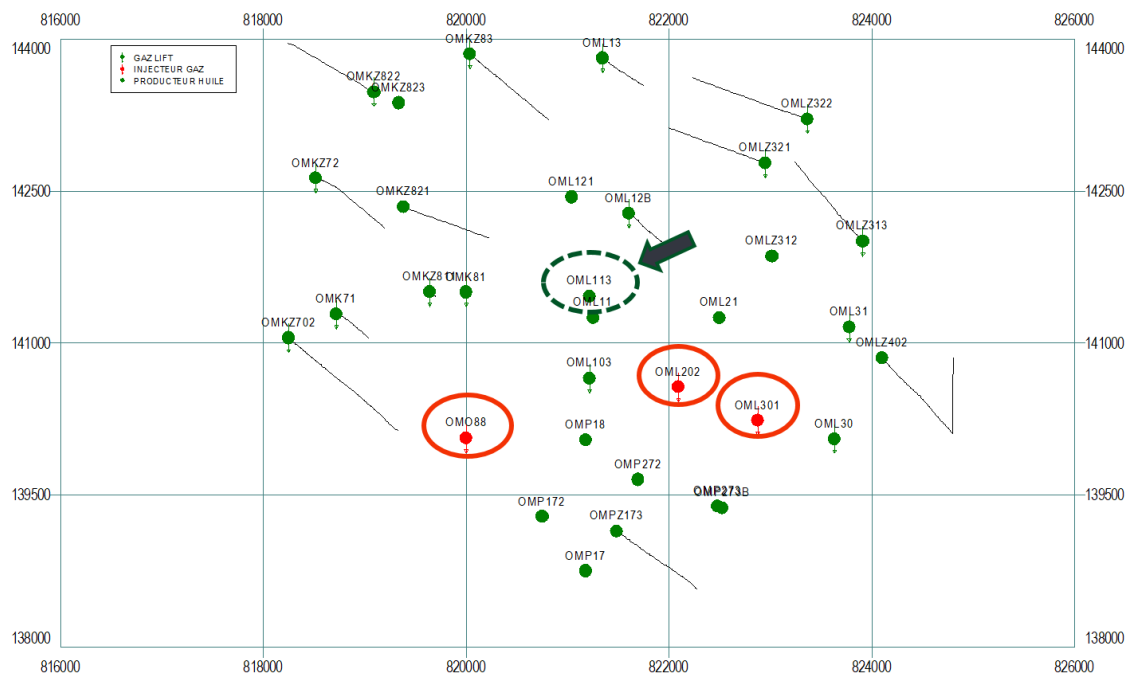 816000
818000
820000
822000
824000
826000
144000
144000
GAZ LIFT
INJECTEUR GAZ
PRODUCTEUR HUILE
OMKZ83
OML13
OMKZ822
OMKZ823
OMLZ322
OMLZ321
OMKZ72
OMKZ821
142500
142500
OML121
OML12B
OMLZ313
OMLZ312
OMKZ811
OMK81
OML113
OML11
OML21
OMK71
OML31
OMKZ702
OMLZ402
141000
141000
OML103
OML202
OML301
OMO88
OMP18
OML30
OMP272
139500
139500
OMP273
OMP273B
OMP172
OMPZ173
OMP17
138000
138000
816000
818000
820000
822000
824000
826000